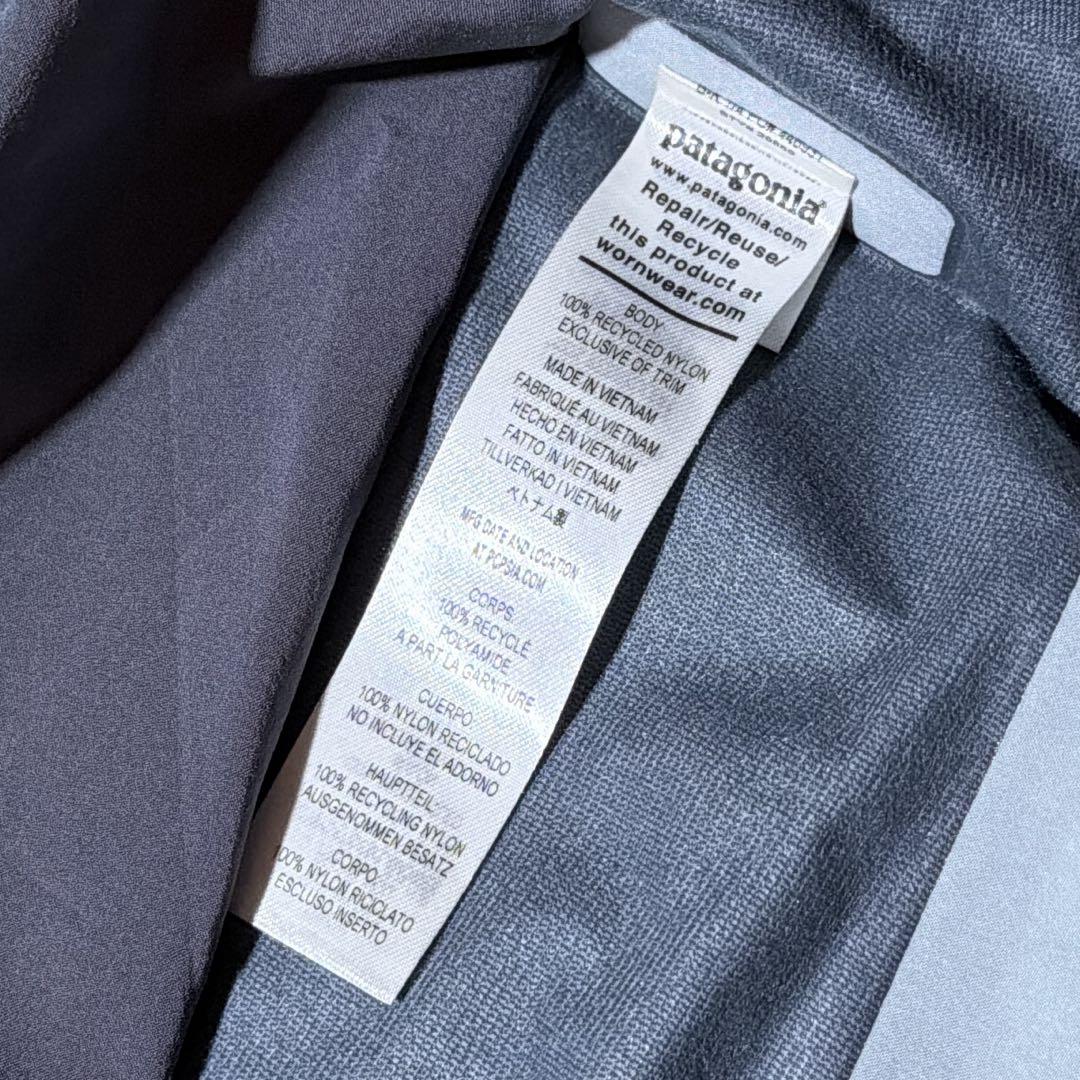 patagonia®
www.patagonia.com
Repair/Reuse/
Recycle
this product at
wornwear.com
BODY:
100% RECYCLED NYLON
EXCLUSIVE OF TRIM
MADE IN VIETNAM
FABRIQUÉ AU VIETNAM
HECHO EN VIETNAM
FATTO IN VIETNAM
TILLVERKAD I VIETNAM
ベトナム製
MFG DATE AND LOCATION
AT PCPSIA.COM
CORPS:
100% RECYCLÉ
POLYAMIDE
À PART LA GARNITURE
CUERPO:
100% NYLON RECICLADO
NO INCLUYE EL ADORNO
HAUPTTEIL:
100% RECYCLING NYLON
AUSGENOMMEN BESATZ
CORPO:
100% NYLON RICICLATO
ESCLUSO INSERTO